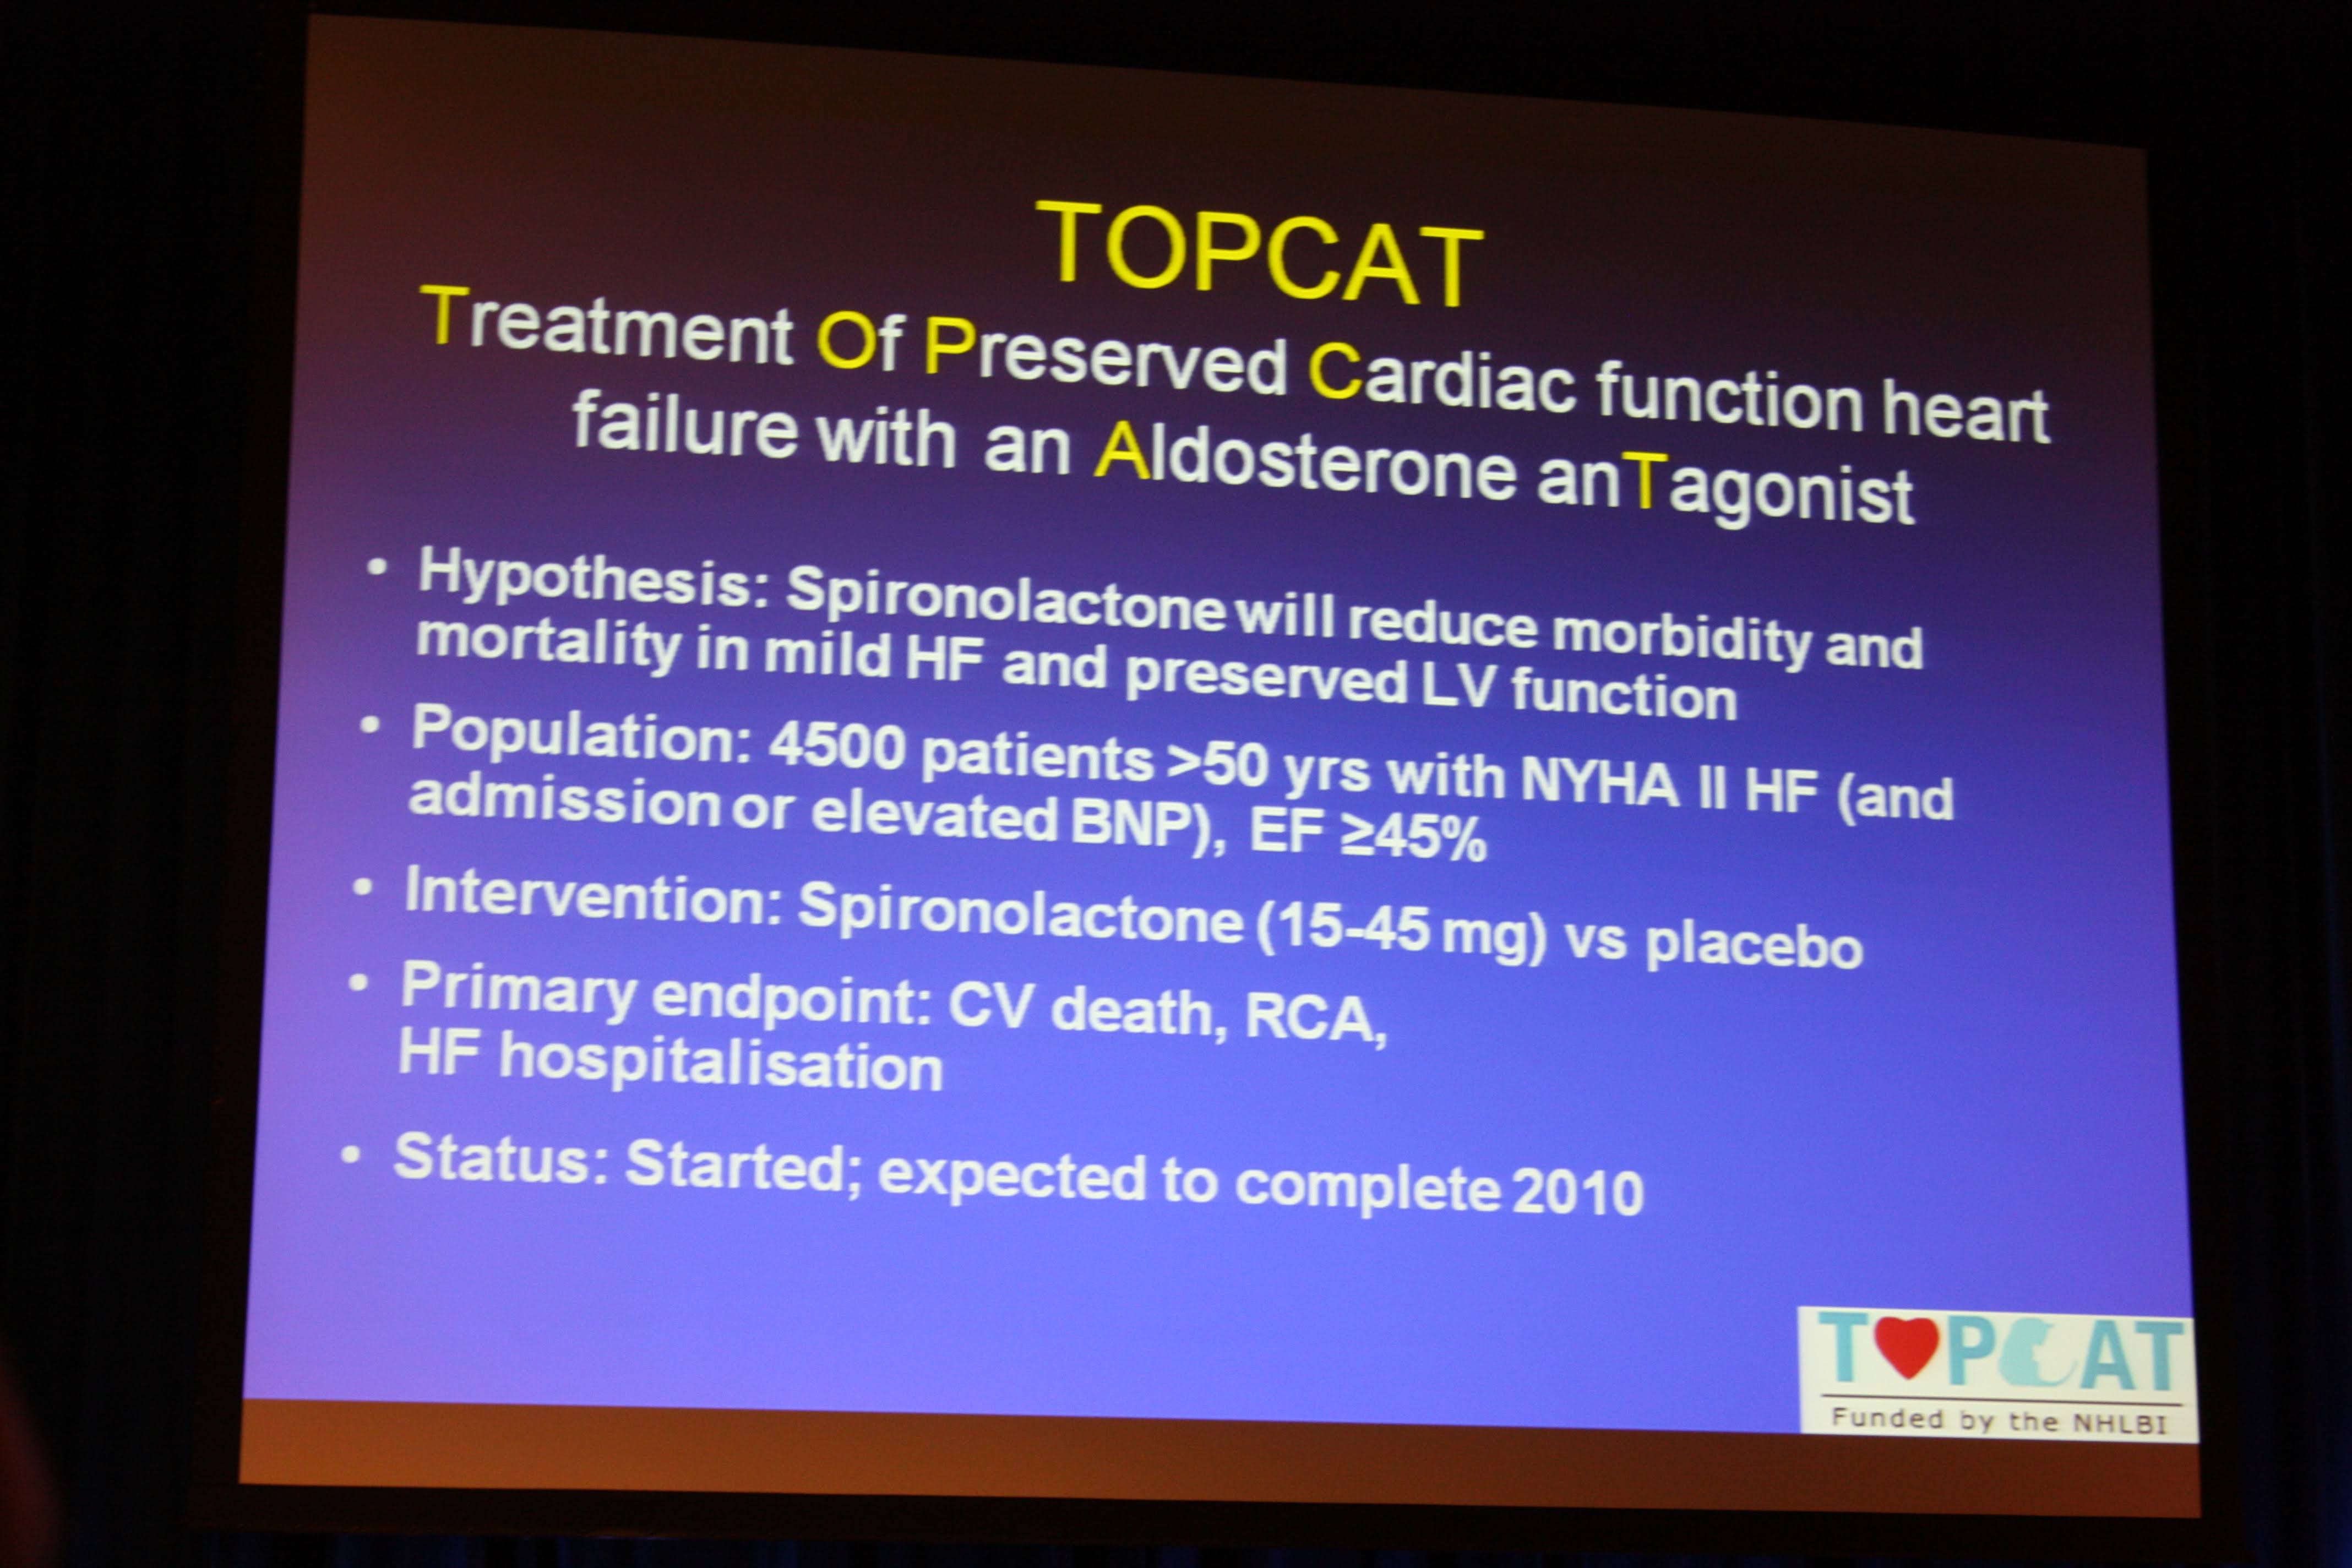 TOPCAT
Treatment Of Preserved Cardiac function heart
failure with an Aldosterone anTagonist
• Hypothesis: Spironolactone will reduce morbidity and
mortality in mild HF and preserved LV function
• Population: 4500 patients >50 yrs with NYHA II HF (and
admission or elevated BNP), EF ≥45%
• Intervention: Spironolactone (15-45 mg) vs placebo
• Primary endpoint: CV death, RCA,
HF hospitalisation
• Status: Started; expected to complete 2010
TOPCAT
Funded by the NHLBI